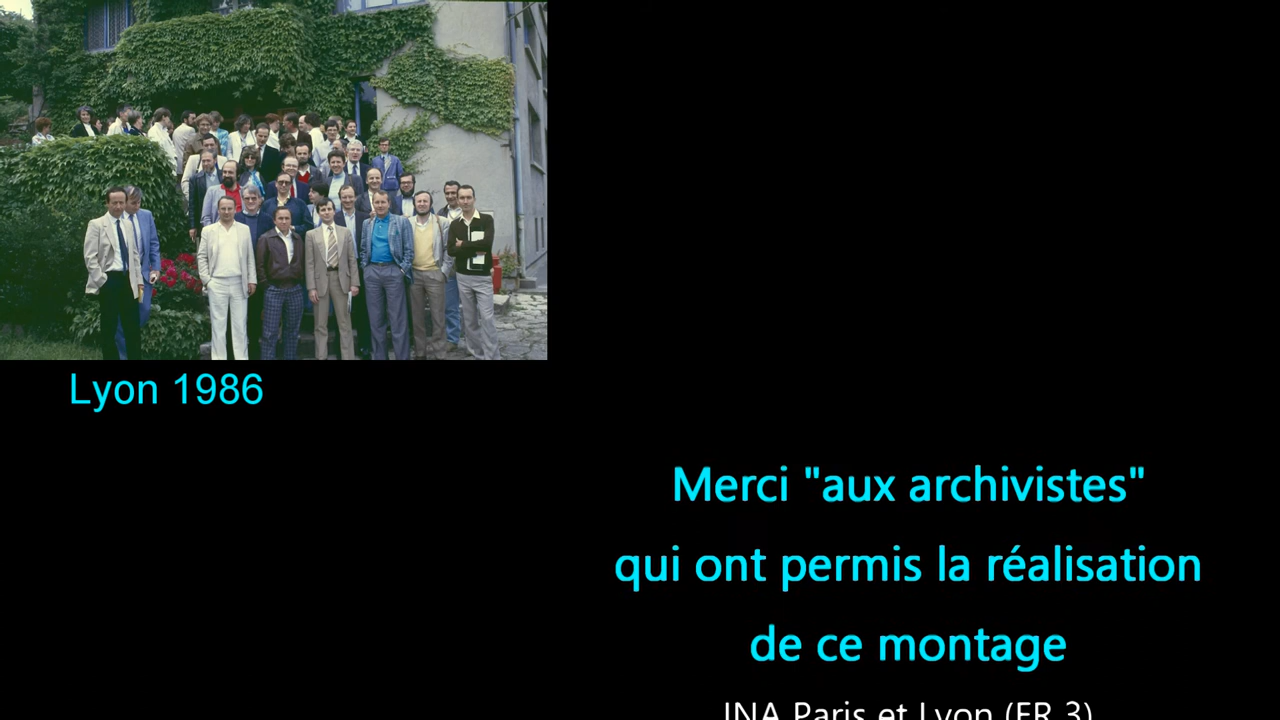 Lyon 1986
Merci "aux archivistes"
qui ont permis la réalisation
de ce montage
INA Paris et Lyon (FR 3)